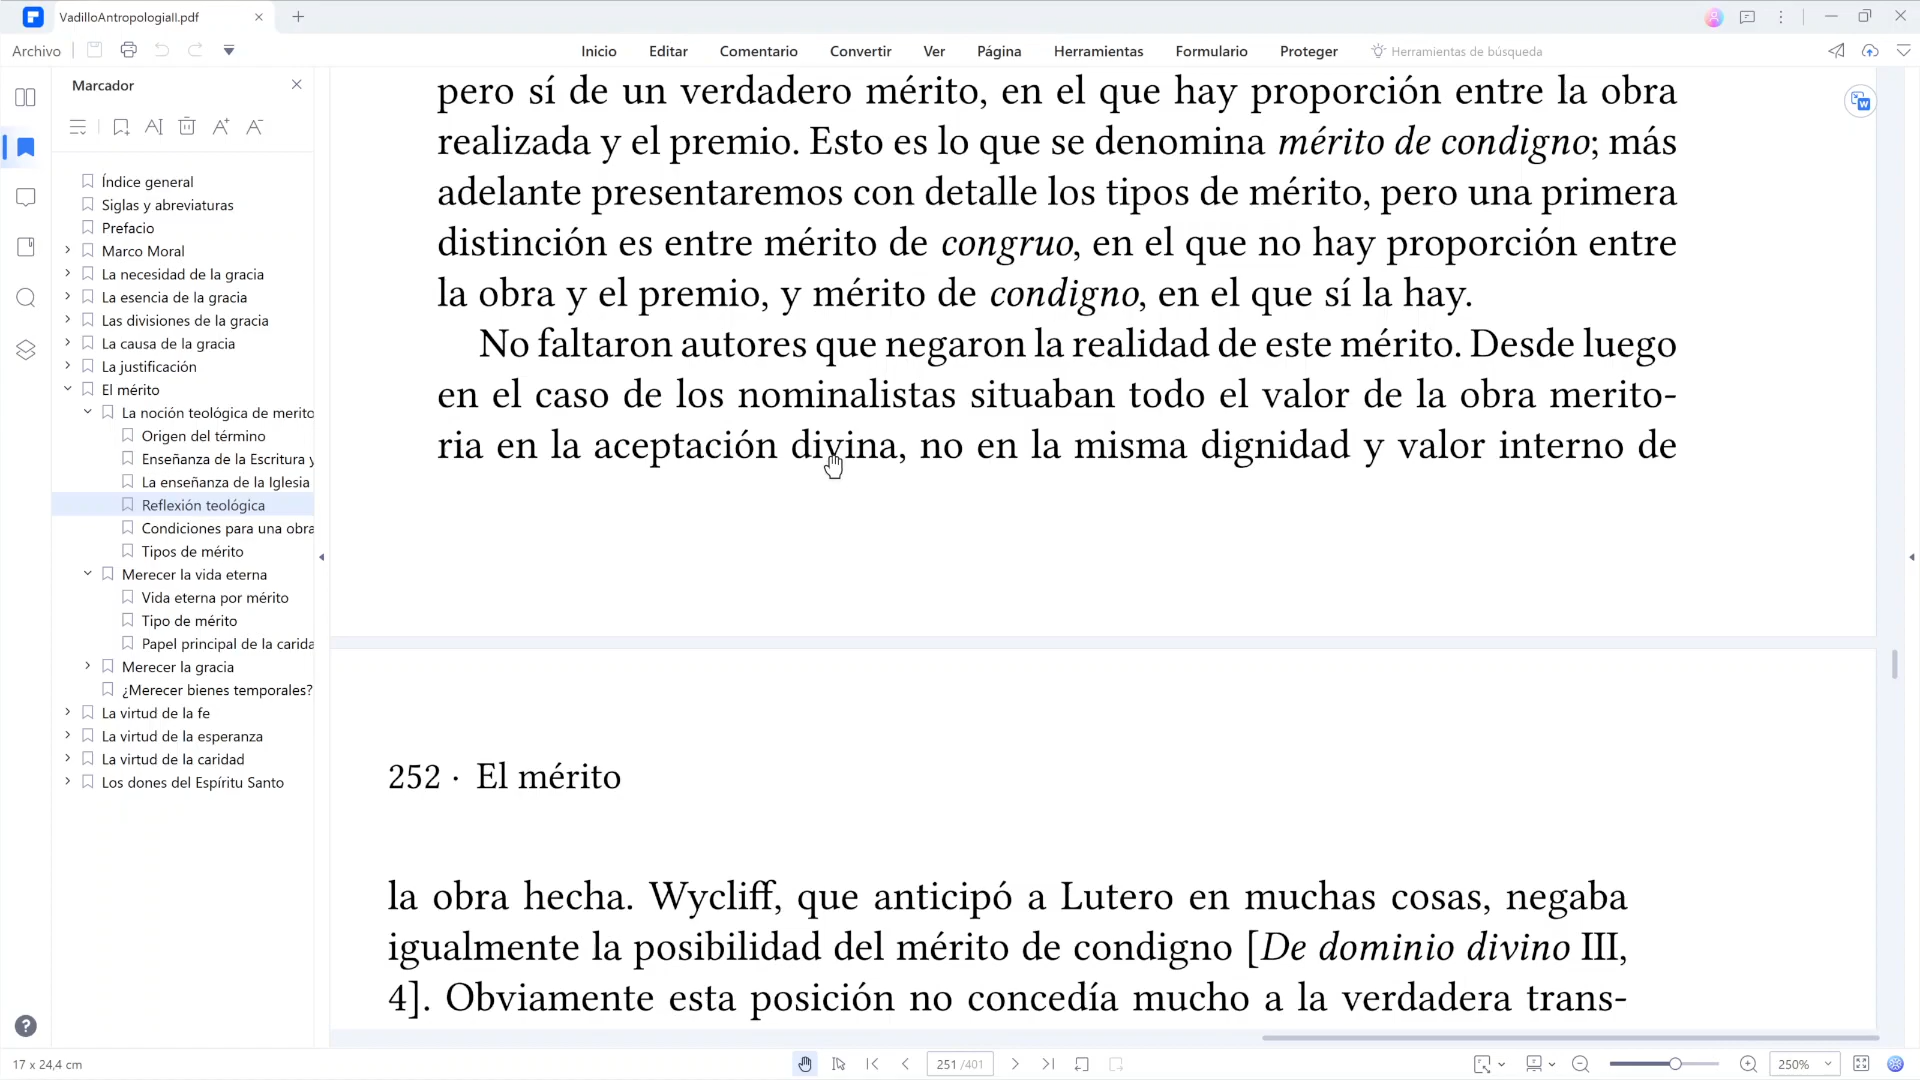 VadilloAntropologiaII.pdf
Archivo
Inicio Editar Comentario Convertir Ver Página Herramientas Formulario Proteger Herramientas de búsqueda
Marcador
Índice general
Siglas y abreviaturas
Prefacio
Marco Moral
La necesidad de la gracia
La esencia de la gracia
Las divisiones de la gracia
La causa de la gracia
La justificación
El mérito
La noción teológica de merito
Origen del término
Enseñanza de la Escritura y
La enseñanza de la Iglesia
Reflexión teológica
Condiciones para una obra
Tipos de mérito
Merecer la vida eterna
Vida eterna por mérito
Tipo de mérito
Papel principal de la carida
Merecer la gracia
¿Merecer bienes temporales?
La virtud de la fe
La virtud de la esperanza
La virtud de la caridad
Los dones del Espíritu Santo
pero sí de un verdadero mérito, en el que hay proporción entre la obra
realizada y el premio. Esto es lo que se denomina mérito de condigno; más
adelante presentaremos con detalle los tipos de mérito, pero una primera
distinción es entre mérito de congruo, en el que no hay proporción entre
la obra y el premio, y mérito de condigno, en el que sí la hay.
No faltaron autores que negaron la realidad de este mérito. Desde luego
en el caso de los nominalistas situaban todo el valor de la obra merito-
ria en la aceptación divina, no en la misma dignidad y valor interno de
252 · El mérito
la obra hecha. Wycliff, que anticipó a Lutero en muchas cosas, negaba
igualmente la posibilidad del mérito de condigno [De dominio divino III,
4]. Obviamente esta posición no concedía mucho a la verdadera trans-
17 x 24,4 cm
251 /401
250%